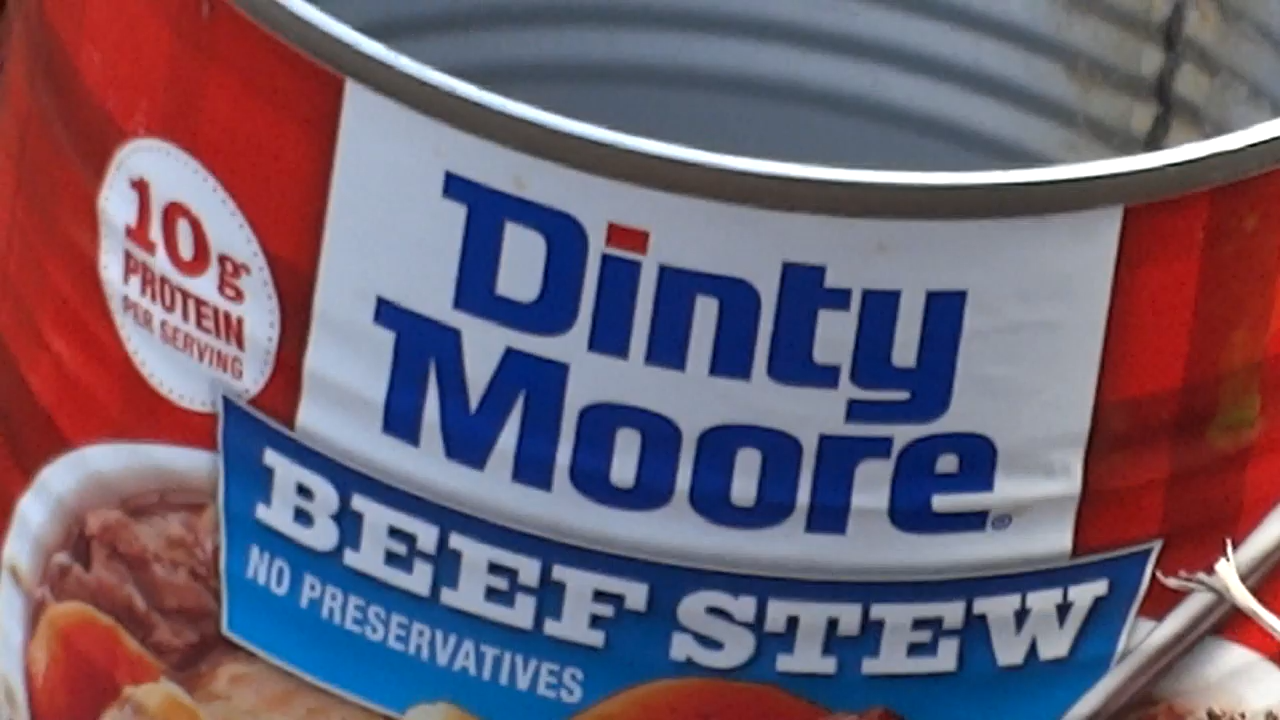 10g
PROTEIN
PER SERVING
Dinty
Moore®
BEEF STEW
NO PRESERVATIVES